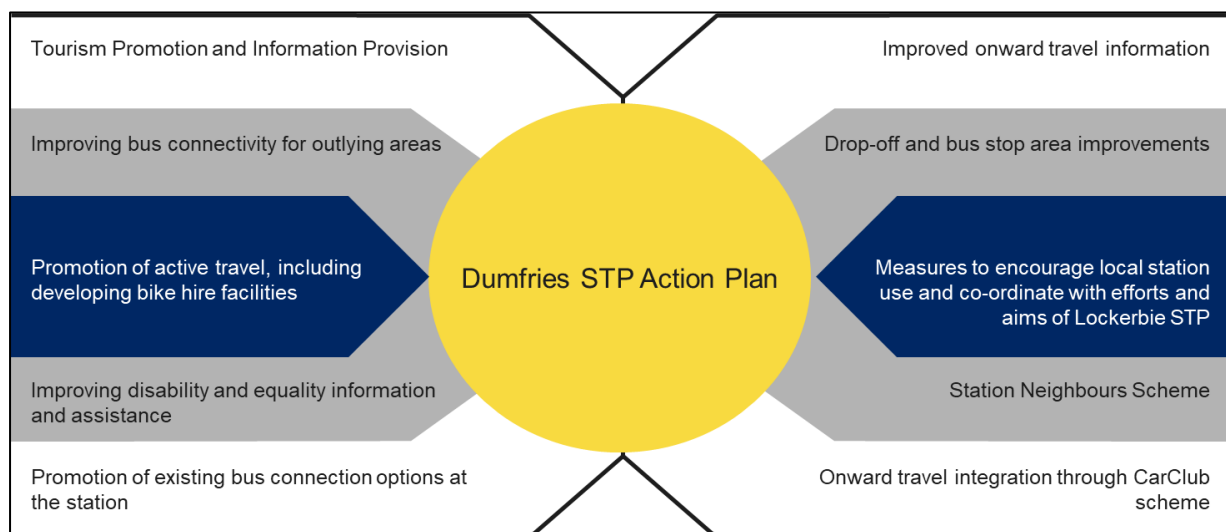 Tourism Promotion and Information Provision
Improving bus connectivity for outlying areas
Promotion of active travel, including
developing bike hire facilities
Improving disability and equality information
and assistance
Promotion of existing bus connection options at
the station
Dumfries STP Action Plan
Improved onward travel information
Drop-off and bus stop area improvements
Measures to encourage local station
use and co-ordinate with efforts and
aims of Lockerbie STP
Station Neighbours Scheme
Onward travel integration through CarClub
scheme